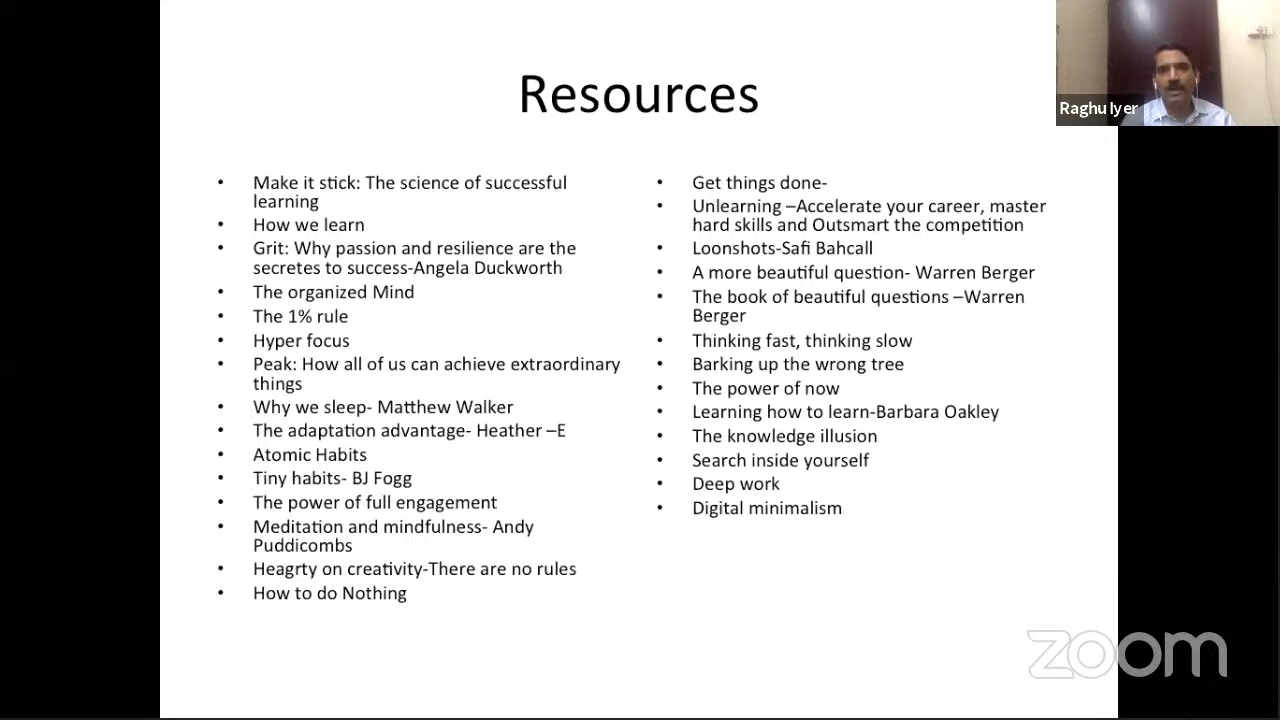 Resources
Raghu Iyer
• Make it stick: The science of successful
learning
• How we learn
• Grit: Why passion and resilience are the
secretes to success-Angela Duckworth
• The organized Mind
• The 1% rule
• Hyper focus
• Peak: How all of us can achieve extraordinary
things
• Why we sleep- Matthew Walker
• The adaptation advantage- Heather –E
• Atomic Habits
• Tiny habits- BJ Fogg
• The power of full engagement
• Meditation and mindfulness- Andy
Puddicombs
• Heagrty on creativity-There are no rules
• How to do Nothing
• Get things done-
• Unlearning –Accelerate your career, master
hard skills and Outsmart the competition
• Loonshots-Safi Bahcall
• A more beautiful question- Warren Berger
• The book of beautiful questions –Warren
Berger
• Thinking fast, thinking slow
• Barking up the wrong tree
• The power of now
• Learning how to learn-Barbara Oakley
• The knowledge illusion
• Search inside yourself
• Deep work
• Digital minimalism
zoom